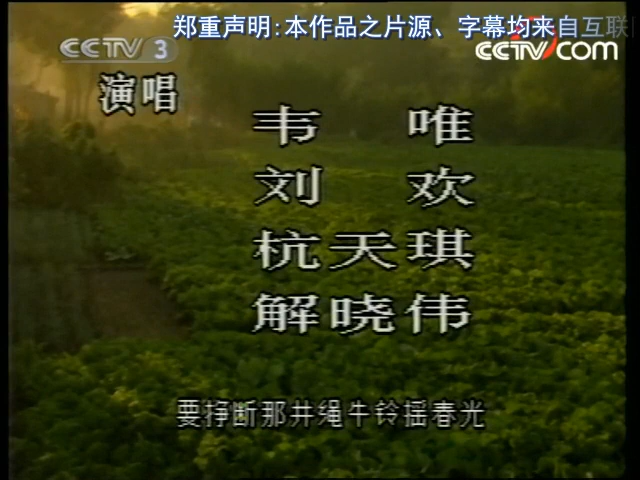 郑重声明:本作品之片源、字幕均来自互联
CCTV 3
CCTV.com
演唱
韦 唯
刘 欢
杭天琪
解晓伟
要挣断那井绳牛铃摇春光